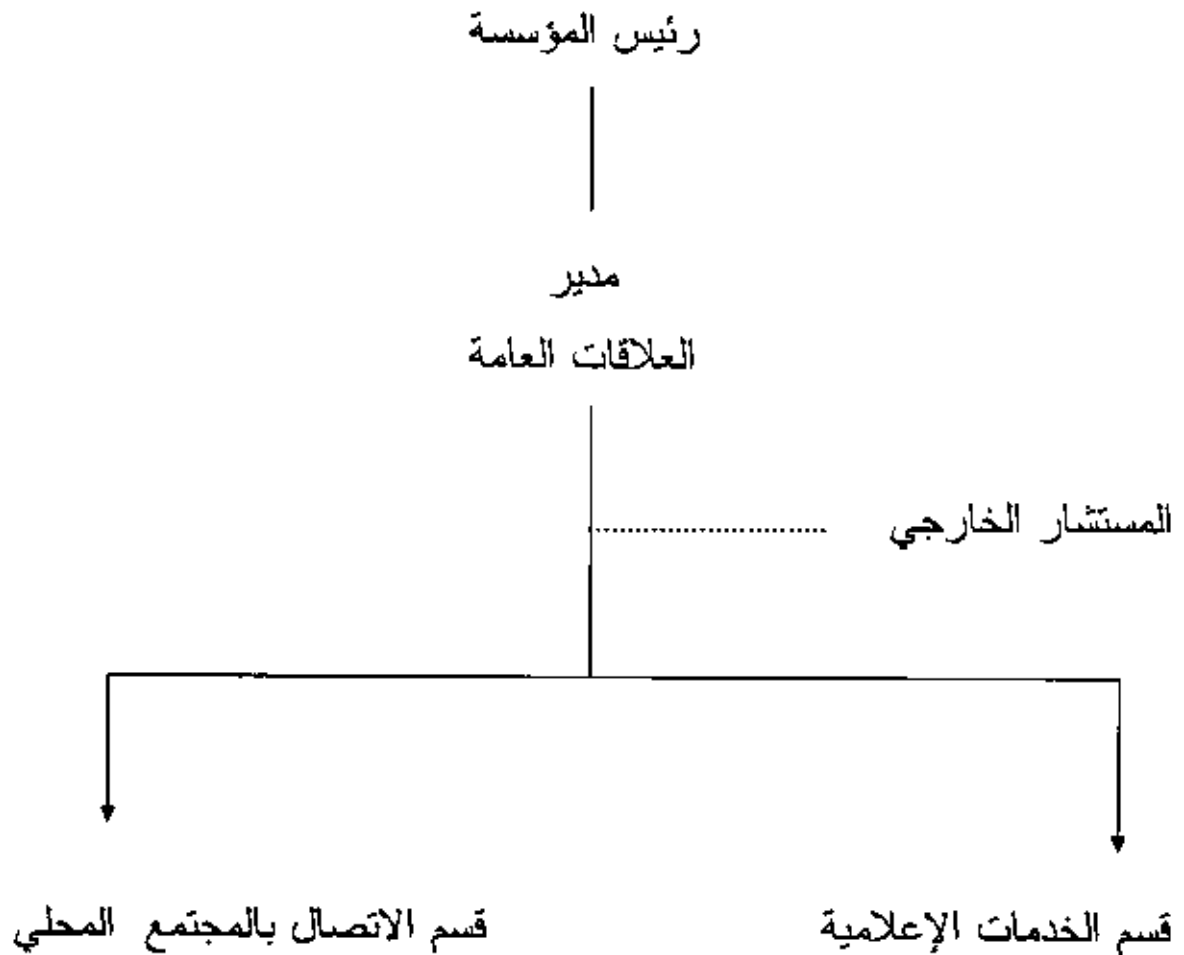 رئيس المؤسسة
مدير
العلاقات العامة
المستشار الخارجي
قسم الخدمات الإعلامية
قسم الاتصال بالمجتمع المحلي